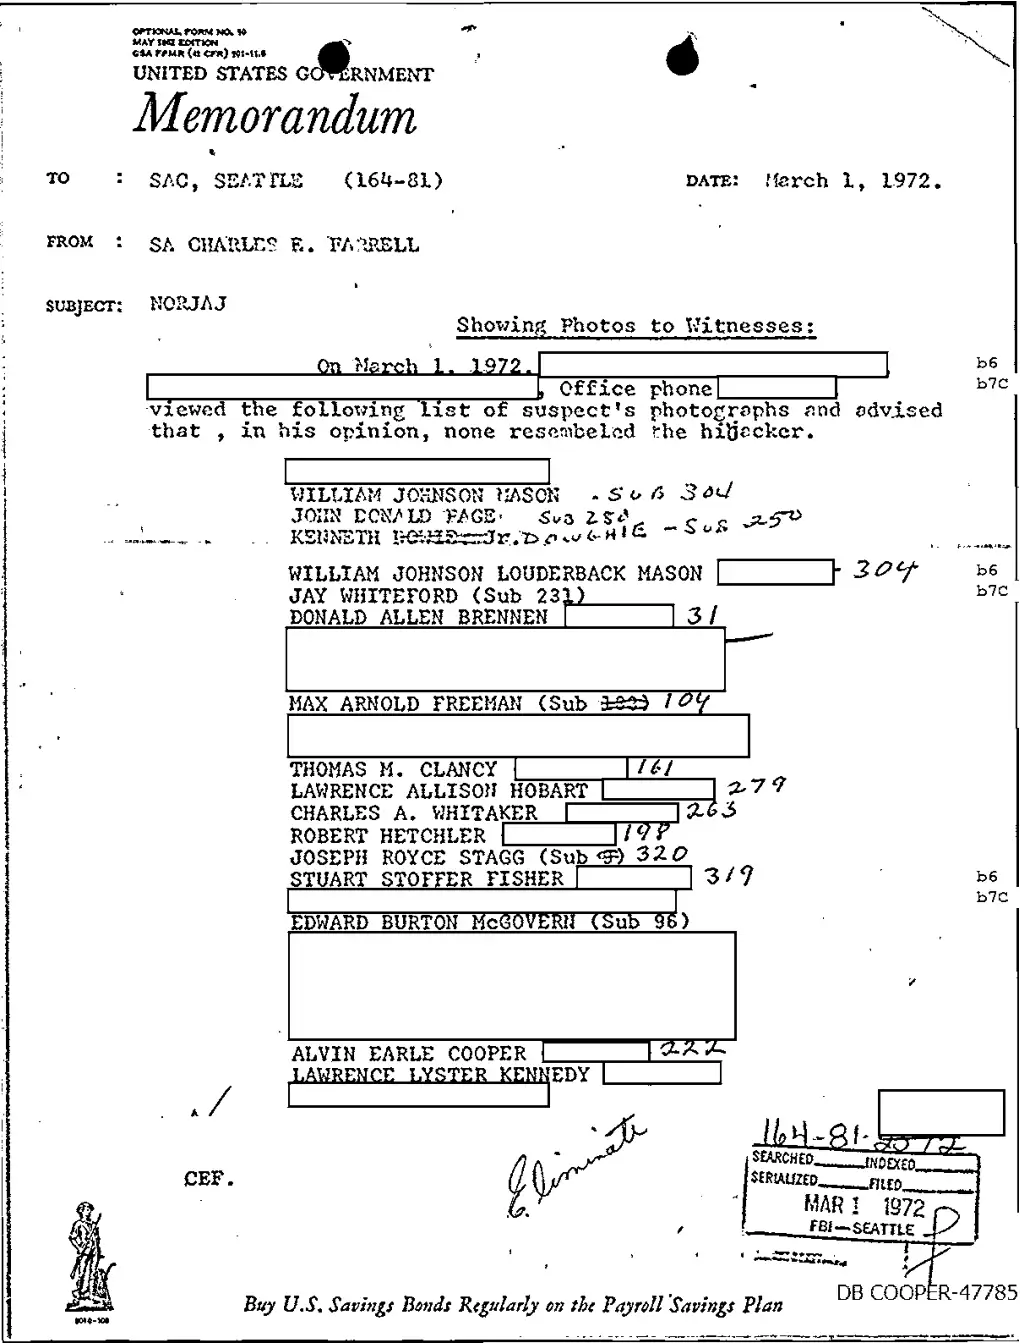 OPTIONAL FORM NO. 10
MAY 1962 EDITION
GSA FPMR (41 CFR) 101-11.6
UNITED STATES GOVERNMENT
Memorandum
TO : SAC, SEATTLE (164-81) DATE: March 1, 1972.
FROM : SA CHARLES E. FARRELL
SUBJECT: NORJAJ
Showing Photos to Witnesses:
On March 1, 1972, b6
, Office phone b7C
viewed the following list of suspect's photographs and advised
that , in his opinion, none resembeled the hijacker.
WILLIAM JOHNSON MASON . SUB 304
JOHN DONALD PAGE Sub 250
KENNETH Jr. - Sub 250
WILLIAM JOHNSON LOUDERBACK MASON - 304 b6
JAY WHITEFORD (Sub 231) b7C
DONALD ALLEN BRENNEN 31
MAX ARNOLD FREEMAN (Sub 104
THOMAS M. CLANCY 161
LAWRENCE ALLISON HOBART 279
CHARLES A. WHITAKER 263
ROBERT HETCHLER 198
JOSEPH ROYCE STAGG (Sub ) 320
STUART STOFFER FISHER 319 b6
b7C
EDWARD BURTON McGOVERN (Sub 96)
ALVIN EARLE COOPER 222
LAWRENCE LYSTER KENNEDY
Eliminate
164-81-2072
SEARCHED INDEXED
SERIALIZED FILED
MAR 1 1972
FBI-SEATTLE
CEF.
5010-108
Buy U.S. Savings Bonds Regularly on the Payroll Savings Plan
DB COOPER-47785